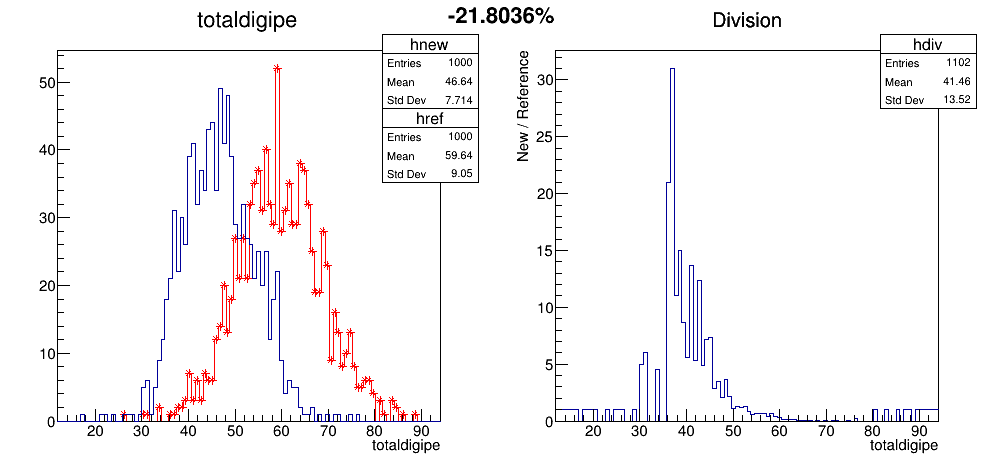 -21.8036%
totaldigipe
hnew
Entries 1000
Mean 46.64
Std Dev 7.714
href
Entries 1000
Mean 59.64
Std Dev 9.05
50
40
30
20
10
0
20 30 40 50 60 70 80 90
totaldigipe
Division
hdiv
Entries 1102
Mean 41.46
Std Dev 13.52
New / Reference
30
25
20
15
10
5
0
20 30 40 50 60 70 80 90
totaldigipe